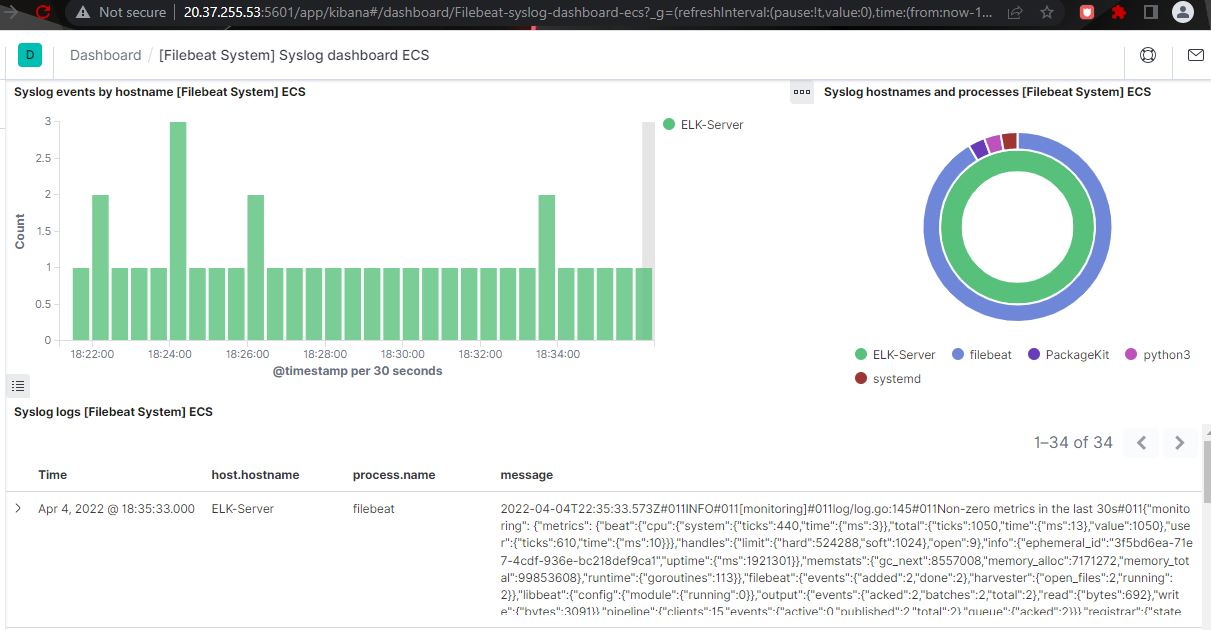 Not secure | 20.37.255.53:5601/app/kibana#/dashboard/Filebeat-syslog-dashboard-ecs?_g=(refreshInterval:(pause:!t,value:0),time:(from:now-1...
D Dashboard / [Filebeat System] Syslog dashboard ECS
Syslog events by hostname [Filebeat System] ECS
3
2.5
2
1.5
1
0.5
0
Count
18:22:00 18:24:00 18:26:00 18:28:00 18:30:00 18:32:00 18:34:00
@timestamp per 30 seconds
ELK-Server
Syslog hostnames and processes [Filebeat System] ECS
ELK-Server filebeat PackageKit python3
systemd
Syslog logs [Filebeat System] ECS
1–34 of 34
Time host.hostname process.name message
Apr 4, 2022 @ 18:35:33.000 ELK-Server filebeat
2022-04-04T22:35:33.573Z#011INFO#011[monitoring]#011log/log.go:145#011Non-zero metrics in the last 30s#011{"monito
ring": {"metrics": {"beat":{"cpu":{"system":{"ticks":440,"time":{"ms":3}},"total":{"ticks":1050,"time":{"ms":13},"value":1050},"use
r":{"ticks":610,"time":{"ms":10}}},"handles":{"limit":{"hard":524288,"soft":1024},"open":9},"info":{"ephemeral_id":"3f5bd6ea-71e
7-4cdf-936e-bc218def9ca1","uptime":{"ms":1921301}},"memstats":{"gc_next":8557008,"memory_alloc":7171272,"memory_tot
al":99853608},"runtime":{"goroutines":113}},"filebeat":{"events":{"added":2,"done":2},"harvester":{"open_files":2,"running":
2}},"libbeat":{"config":{"module":{"running":0}},"output":{"events":{"acked":2,"batches":2,"total":2},"read":{"bytes":692},"writ
e":{"bytes":3091}},"pipeline":{"clients":15,"events":{"active":0,"published":2,"total":2},"queue":{"acked":2}}},"registrar":{"state